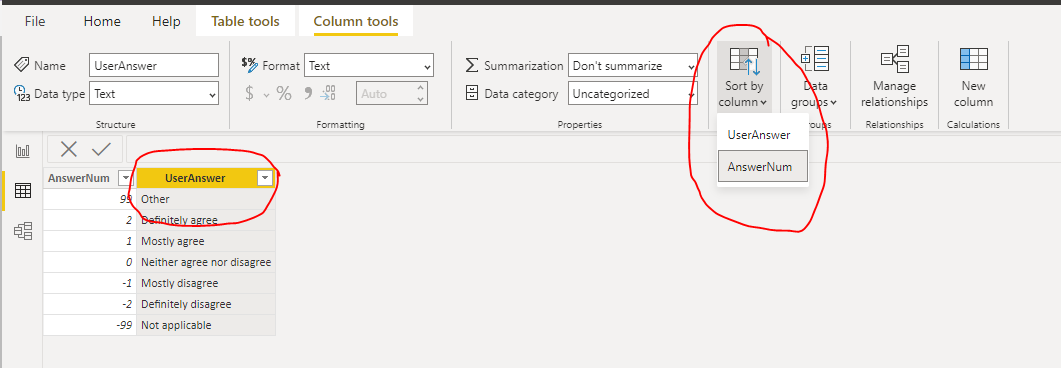 File Home Help Table tools Column tools
Name UserAnswer
Data type Text
Structure
Format Text
$ % 9 .00 Auto
Formatting
Summarization Don't summarize
Data category Uncategorized
Properties
Sort by
column
UserAnswer
AnswerNum
Data
groups
oups
Manage
relationships
Relationships
New
column
Calculations
AnswerNum UserAnswer
99 Other
2 Definitely agree
1 Mostly agree
0 Neither agree nor disagree
-1 Mostly disagree
-2 Definitely disagree
-99 Not applicable